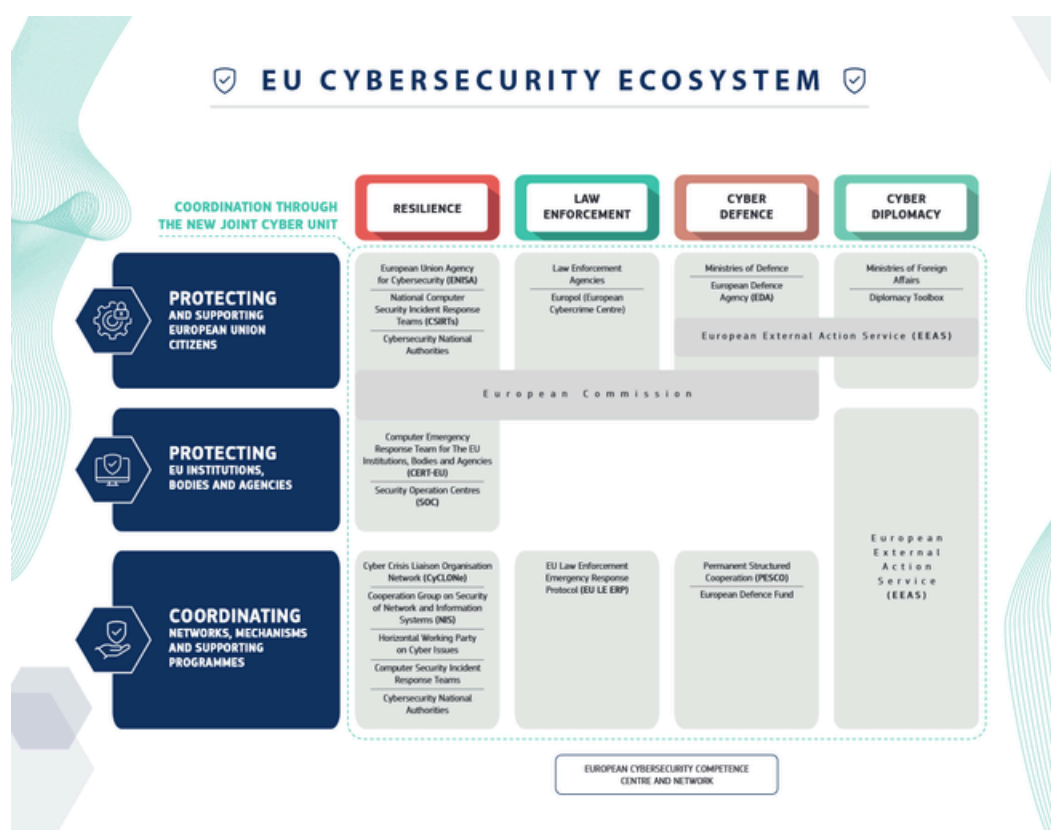 EU CYBERSECURITY ECOSYSTEM
COORDINATION THROUGH
THE NEW JOINT CYBER UNIT
RESILIENCE
LAW
ENFORCEMENT
CYBER
DEFENCE
CYBER
DIPLOMACY
PROTECTING
AND SUPPORTING
EUROPEAN UNION
CITIZENS
European Union Agency
for Cybersecurity (ENISA)
National Computer
Security Incident Response
Teams (CSIRTs)
Cybersecurity National
Authorities
Law Enforcement
Agencies
Europol (European
Cybercrime Centre)
Ministries of Defence
European Defence
Agency (EDA)
Ministries of Foreign
Affairs
Diplomacy Toolbox
European External Action Service (EEAS)
European Commission
PROTECTING
EU INSTITUTIONS,
BODIES AND AGENCIES
Computer Emergency
Response Team for The EU
Institutions, Bodies and Agencies
(CERT-EU)
Security Operation Centres
(SOC)
European
External
Action
Service
(EEAS)
COORDINATING
NETWORKS, MECHANISMS
AND SUPPORTING
PROGRAMMES
Cyber Crisis Liaison Organisation
Network (CyCLONe)
Cooperation Group on Security
of Network and Information
Systems (NIS)
Horizontal Working Party
on Cyber Issues
Computer Security Incident
Response Teams
Cybersecurity National
Authorities
EU Law Enforcement
Emergency Response
Protocol (EU LE ERP)
Permanent Structured
Cooperation (PESCO)
European Defence Fund
EUROPEAN CYBERSECURITY COMPETENCE
CENTRE AND NETWORK